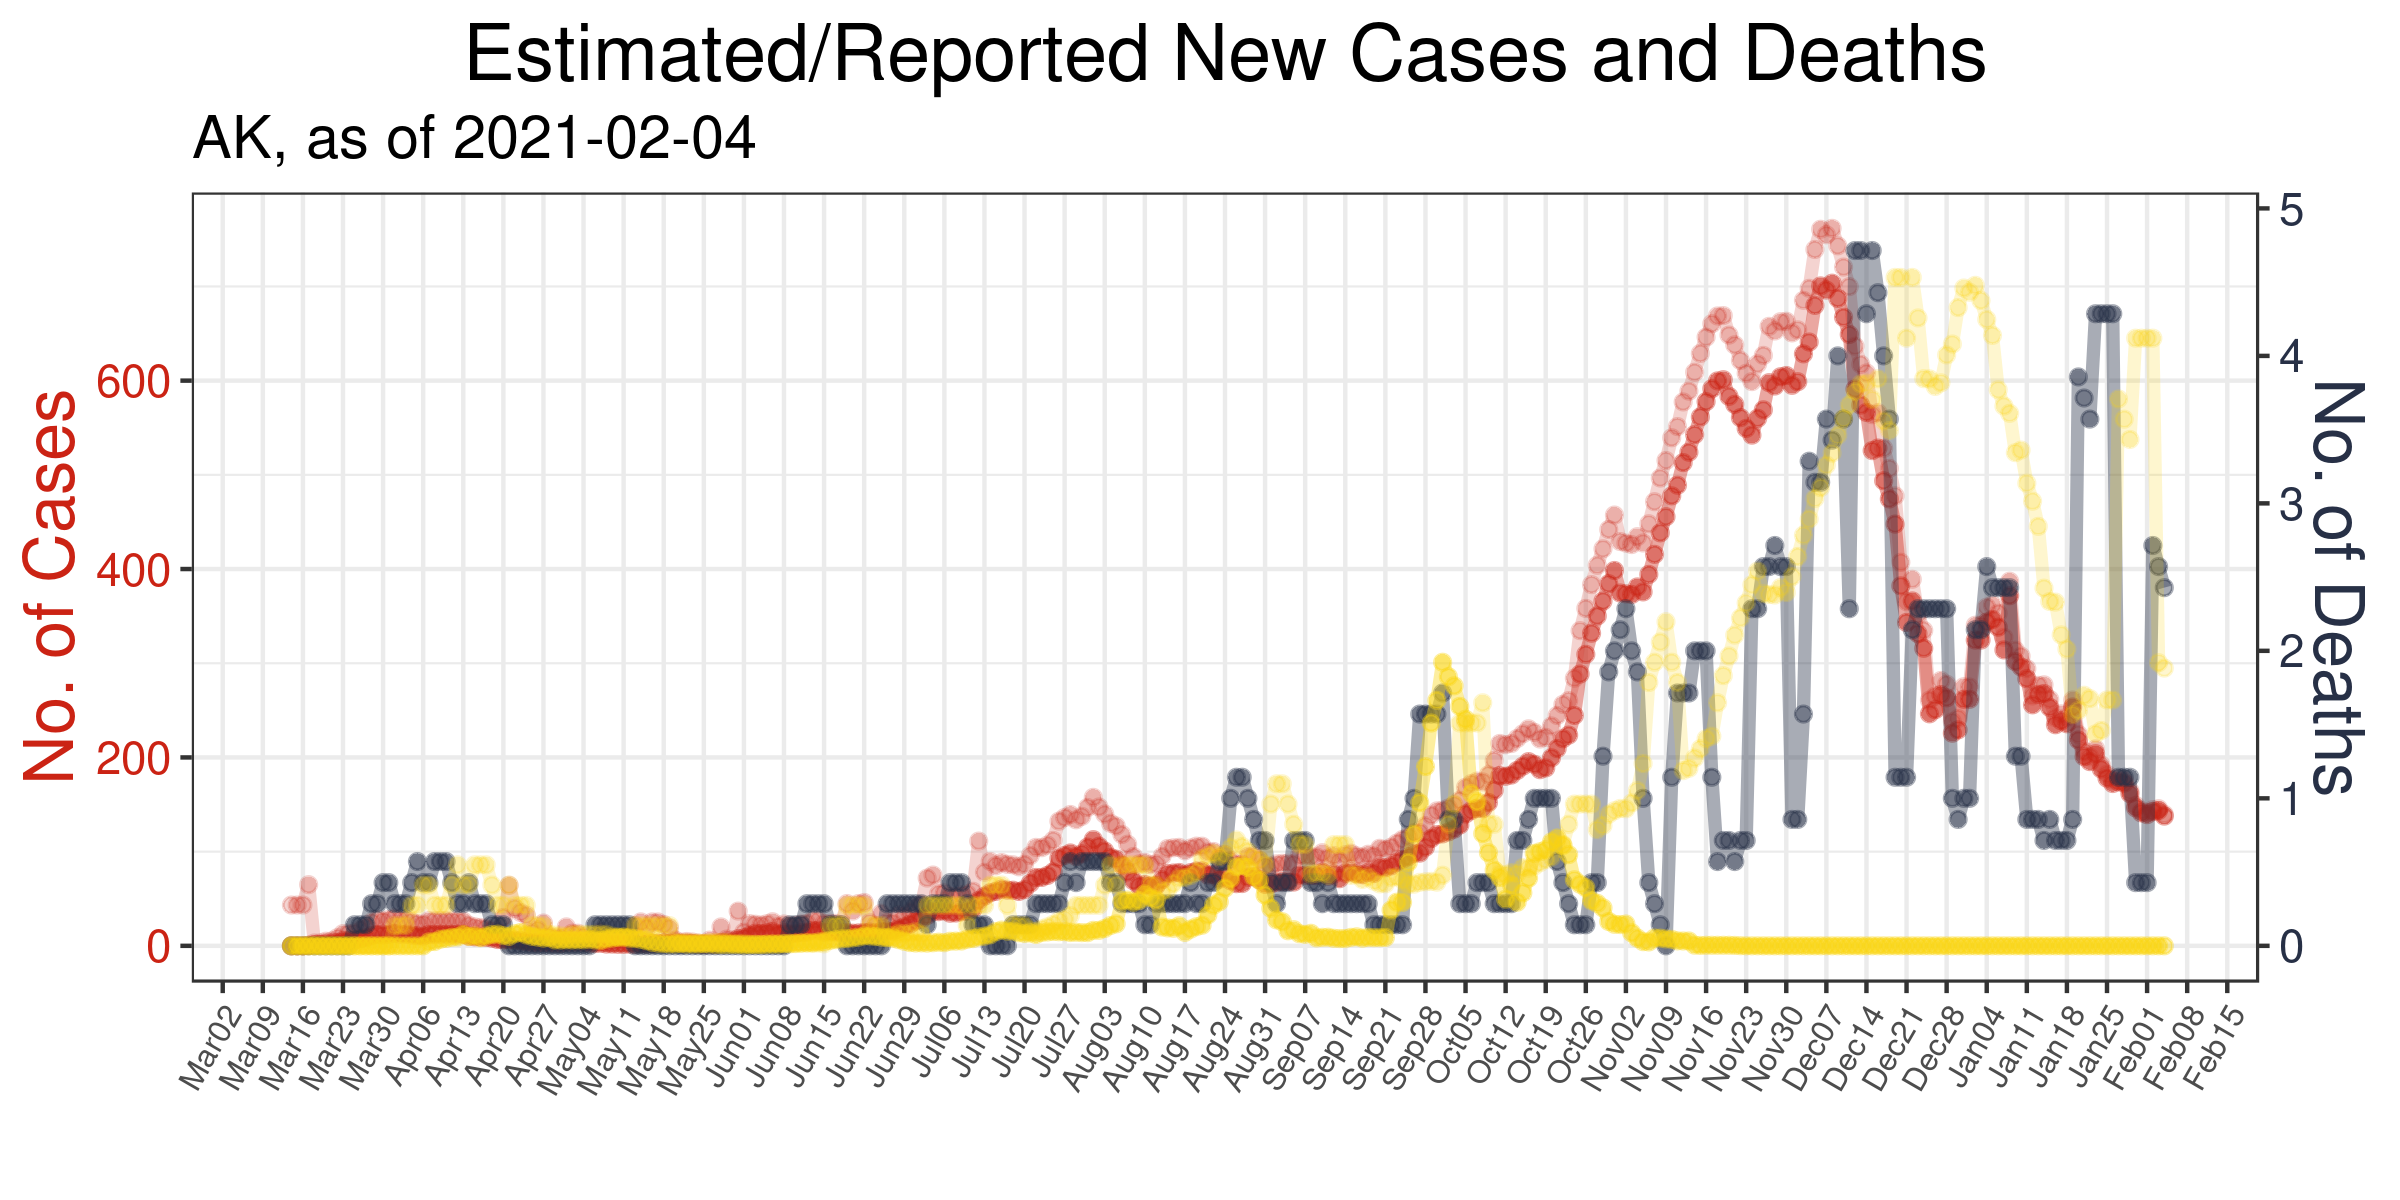 Estimated/Reported New Cases and Deaths
AK, as of 2021-02-04
No. of Cases
600
400
200
0
5
4
3
2
1
0
No. of Deaths
Mar02
Mar09
Mar16
Mar23
Mar30
Apr06
Apr13
Apr20
Apr27
May04
May11
May18
May25
Jun01
Jun08
Jun15
Jun22
Jun29
Jul06
Jul13
Jul20
Jul27
Aug03
Aug10
Aug17
Aug24
Aug31
Sep07
Sep14
Sep21
Sep28
Oct05
Oct12
Oct19
Oct26
Nov02
Nov09
Nov16
Nov23
Nov30
Dec07
Dec14
Dec21
Dec28
Jan04
Jan11
Jan18
Jan25
Feb01
Feb08
Feb15